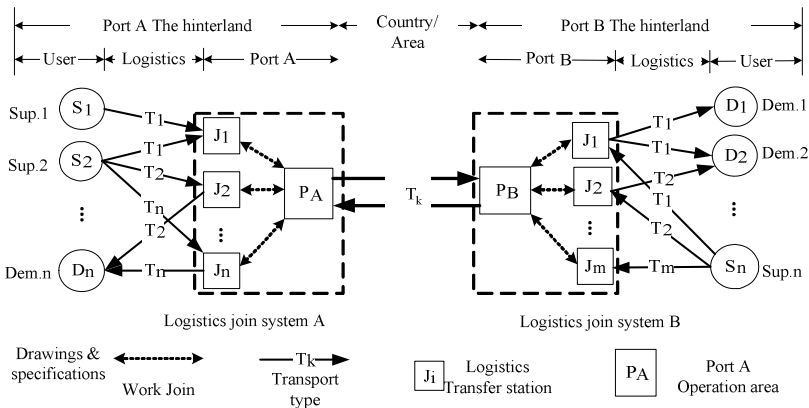 Port A The hinterland
Country/
Area
Port B The hinterland
User
Logistics
Port A
Port B
Logistics
User
Sup.1
S1
T1
J1
Sup.2
S2
T1
T2
J2
PA
Tn
T2
Dem.n
Dn
Tn
Jn
Tk
PB
J1
T1
D1
Dem.1
T1
D2
Dem.2
J2
T2
T1
T2
Jm
Tm
Sn
Sup.n
Logistics join system A
Logistics join system B
Drawings &
specifications
Work Join
Tk
Transport
type
Ji
Logistics
Transfer station
PA
Port A
Operation area